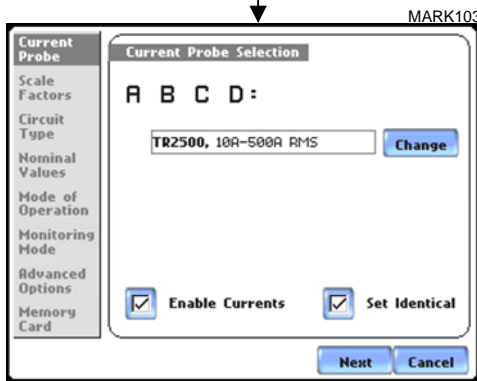 MARK103
Current
Probe
Scale
Factors
Circuit
Type
Nominal
Values
Mode of
Operation
Monitoring
Mode
Advanced
Options
Memory
Card
Current Probe Selection
A B C D:
TR2500, 10A-500A RMS
Change
Enable Currents
Set Identical
Next
Cancel